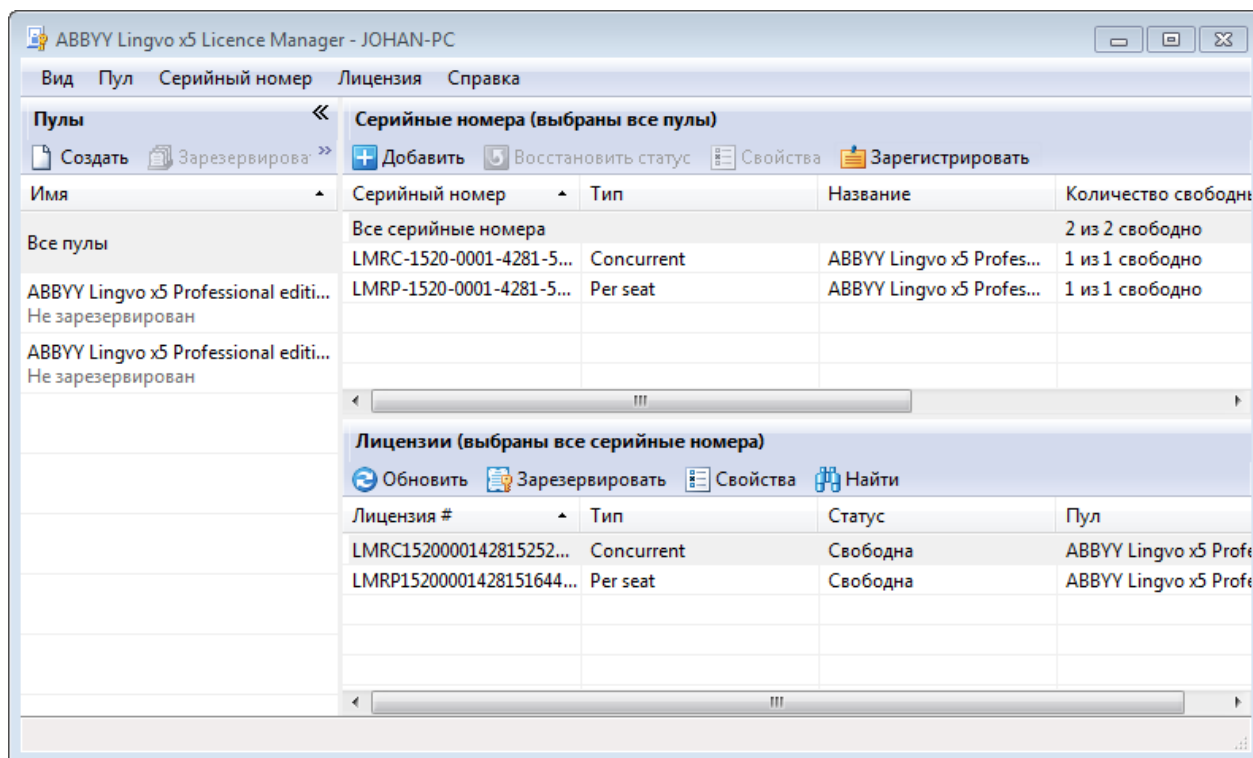 ABBYY Lingvo x5 Licence Manager - JOHAN-PC
Вид Пул Серийный номер Лицензия Справка
Пулы
Создать Зарезервироват
Имя
Все пулы
ABBYY Lingvo x5 Professional editi...
Не зарезервирован
ABBYY Lingvo x5 Professional editi...
Не зарезервирован
Серийные номера (выбраны все пулы)
Добавить Восстановить статус Свойства Зарегистрировать
Серийный номер Тип Название Количество свободны
Все серийные номера 2 из 2 свободно
LMRC-1520-0001-4281-5... Concurrent ABBYY Lingvo x5 Profes... 1 из 1 свободно
LMRP-1520-0001-4281-5... Per seat ABBYY Lingvo x5 Profes... 1 из 1 свободно
Лицензии (выбраны все серийные номера)
Обновить Зарезервировать Свойства Найти
Лицензия # Тип Статус Пул
LMRC1520000142815252... Concurrent Свободна ABBYY Lingvo x5 Profe
LMRP15200001428151644... Per seat Свободна ABBYY Lingvo x5 Profe